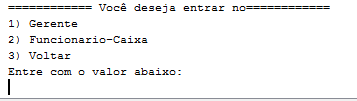 ============ Você deseja entrar no============
1) Gerente
2) Funcionario-Caixa
3) Voltar
Entre com o valor abaixo: